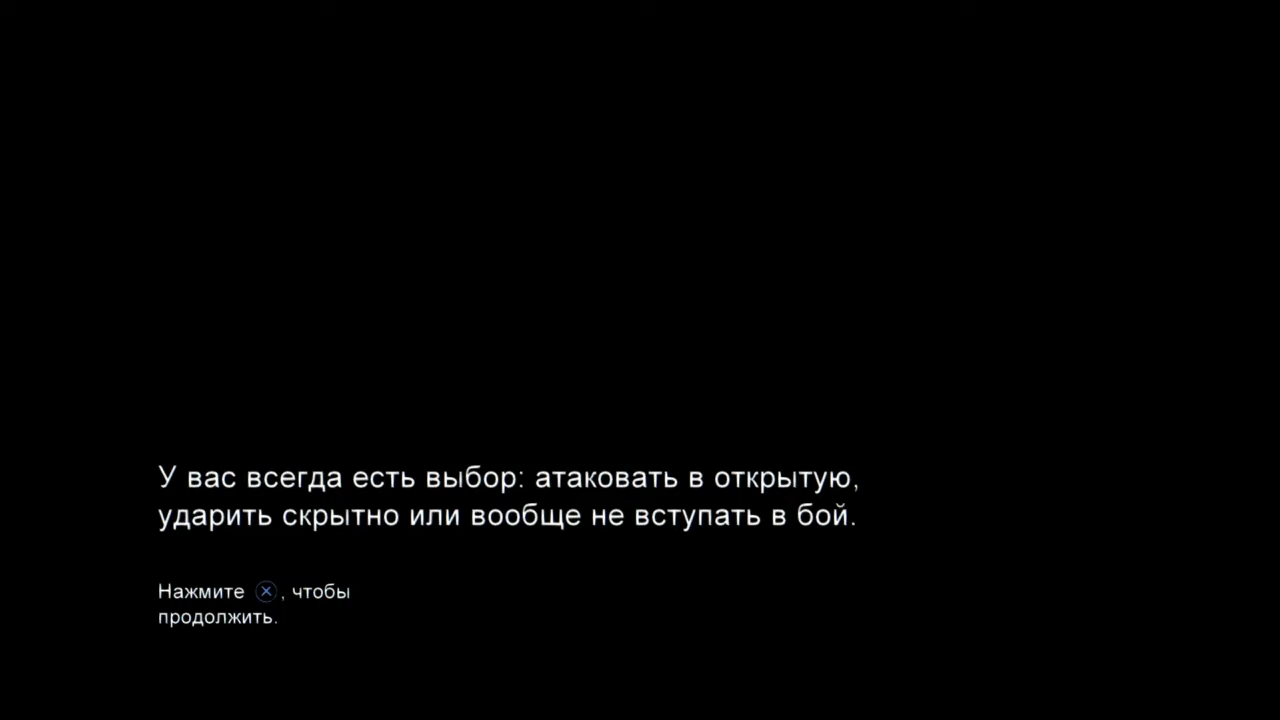 У вас всегда есть выбор: атаковать в открытую,
ударить скрытно или вообще не вступать в бой.
Нажмите ⓧ, чтобы
продолжить.